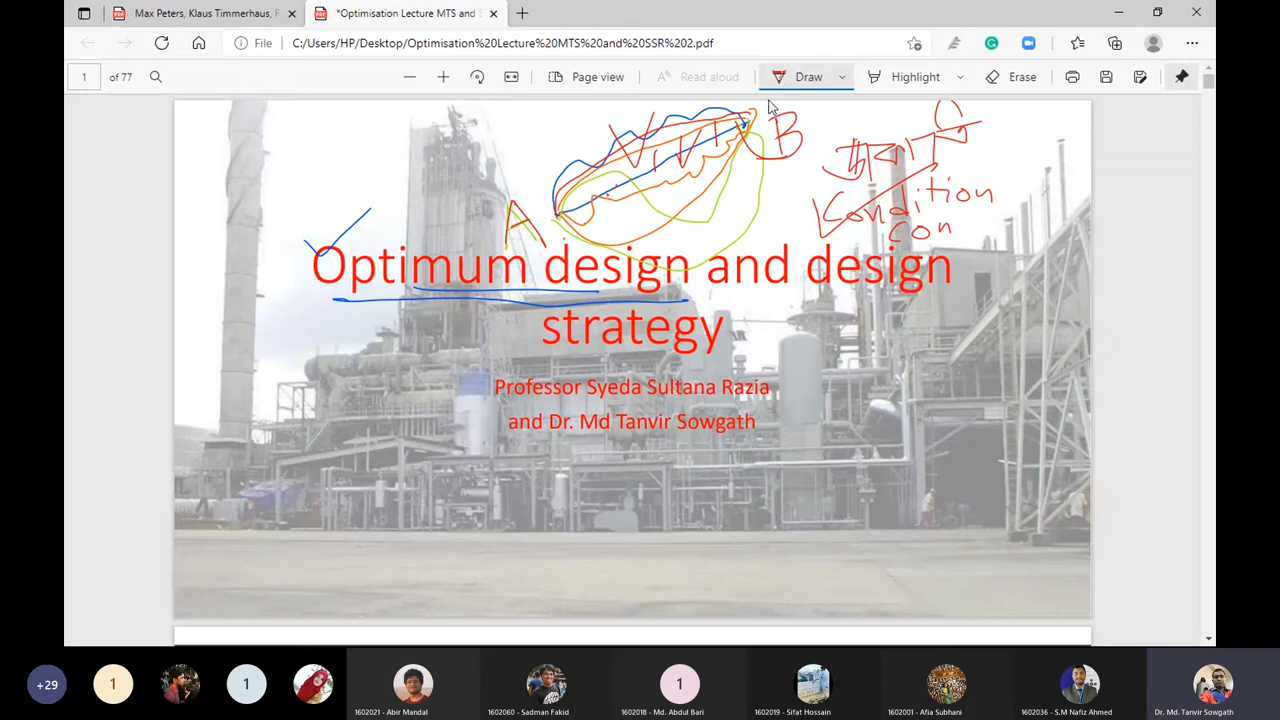 Max Peters, Klaus Timmerhaus, F
*Optimisation Lecture MTS and S
File
C:/Users/HP/Desktop/Optimisation%20Lecture%20MTS%20and%20SSR%202.pdf
1 of 77
Page view
Read aloud
Draw
Highlight
Erase
A
B
Condition
Con
Optimum design and design
strategy
Professor Syeda Sultana Razia
and Dr. Md Tanvir Sowgath
+29
1
1
1
1602021 - Abir Mandal
1602060 - Sadman Fakid
1602018 - Md. Abdul Bari
1602019 - Sifat Hossain
1602001 - Afia Subhani
1602036 - S.M Nafiz Ahmed
Dr. Md. Tanvir Sowgath